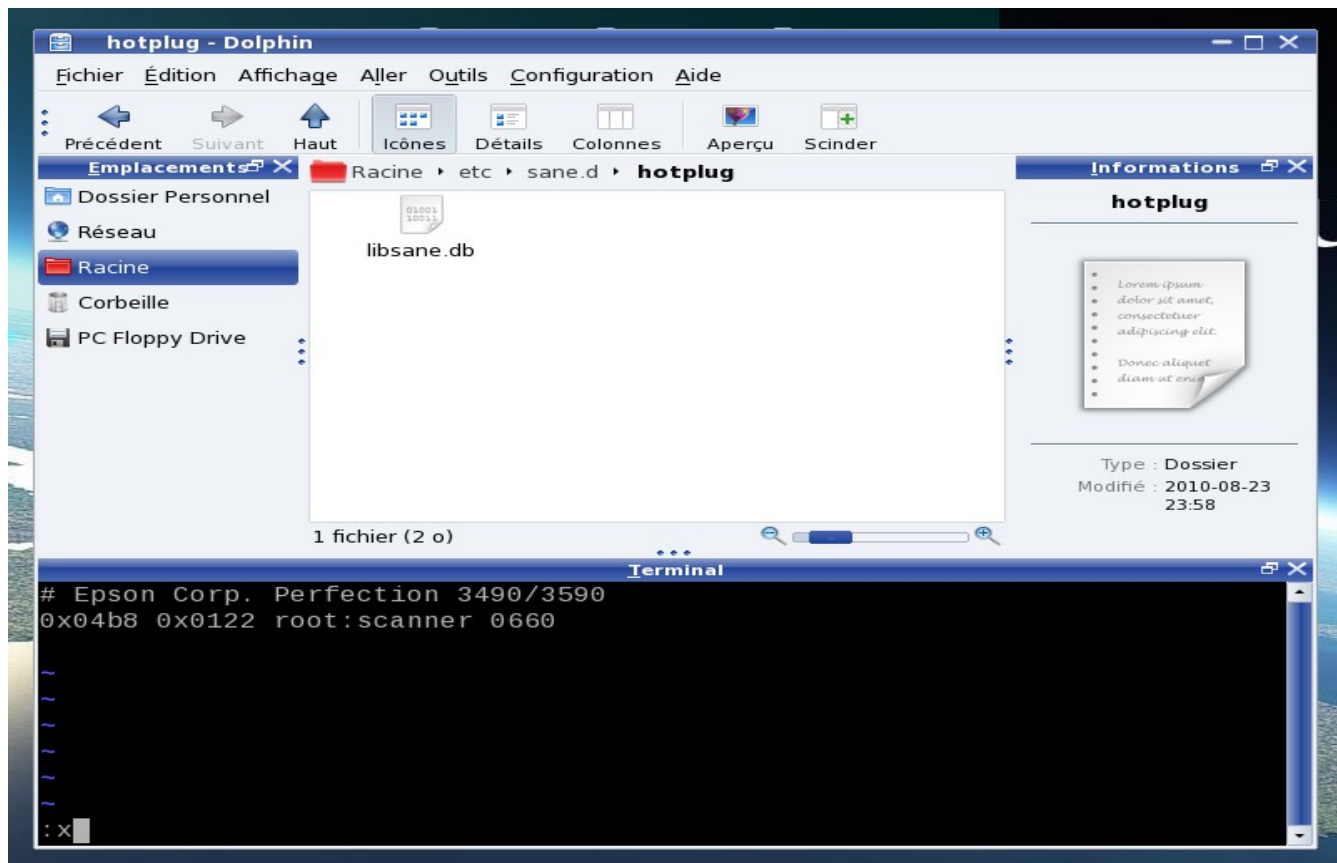 hotplug - Dolphin
Fichier Édition Affichage Aller Outils Configuration Aide
Précédent Suivant Haut Icônes Détails Colonnes Aperçu Scinder
Emplacements
Dossier Personnel
Réseau
Racine
Corbeille
PC Floppy Drive
Racine etc sane.d hotplug
01001
10011
libsane.db
1 fichier (2 o)
Informations
hotplug
Lorem ipsum
dolor sit amet,
consectetuer
adipiscing elit.
Donec aliquet
diam ut enim
Type : Dossier
Modifié : 2010-08-23
23:58
Terminal
# Epson Corp. Perfection 3490/3590
0x04b8 0x0122 root:scanner 0660
~
~
~
~
~
~
:x